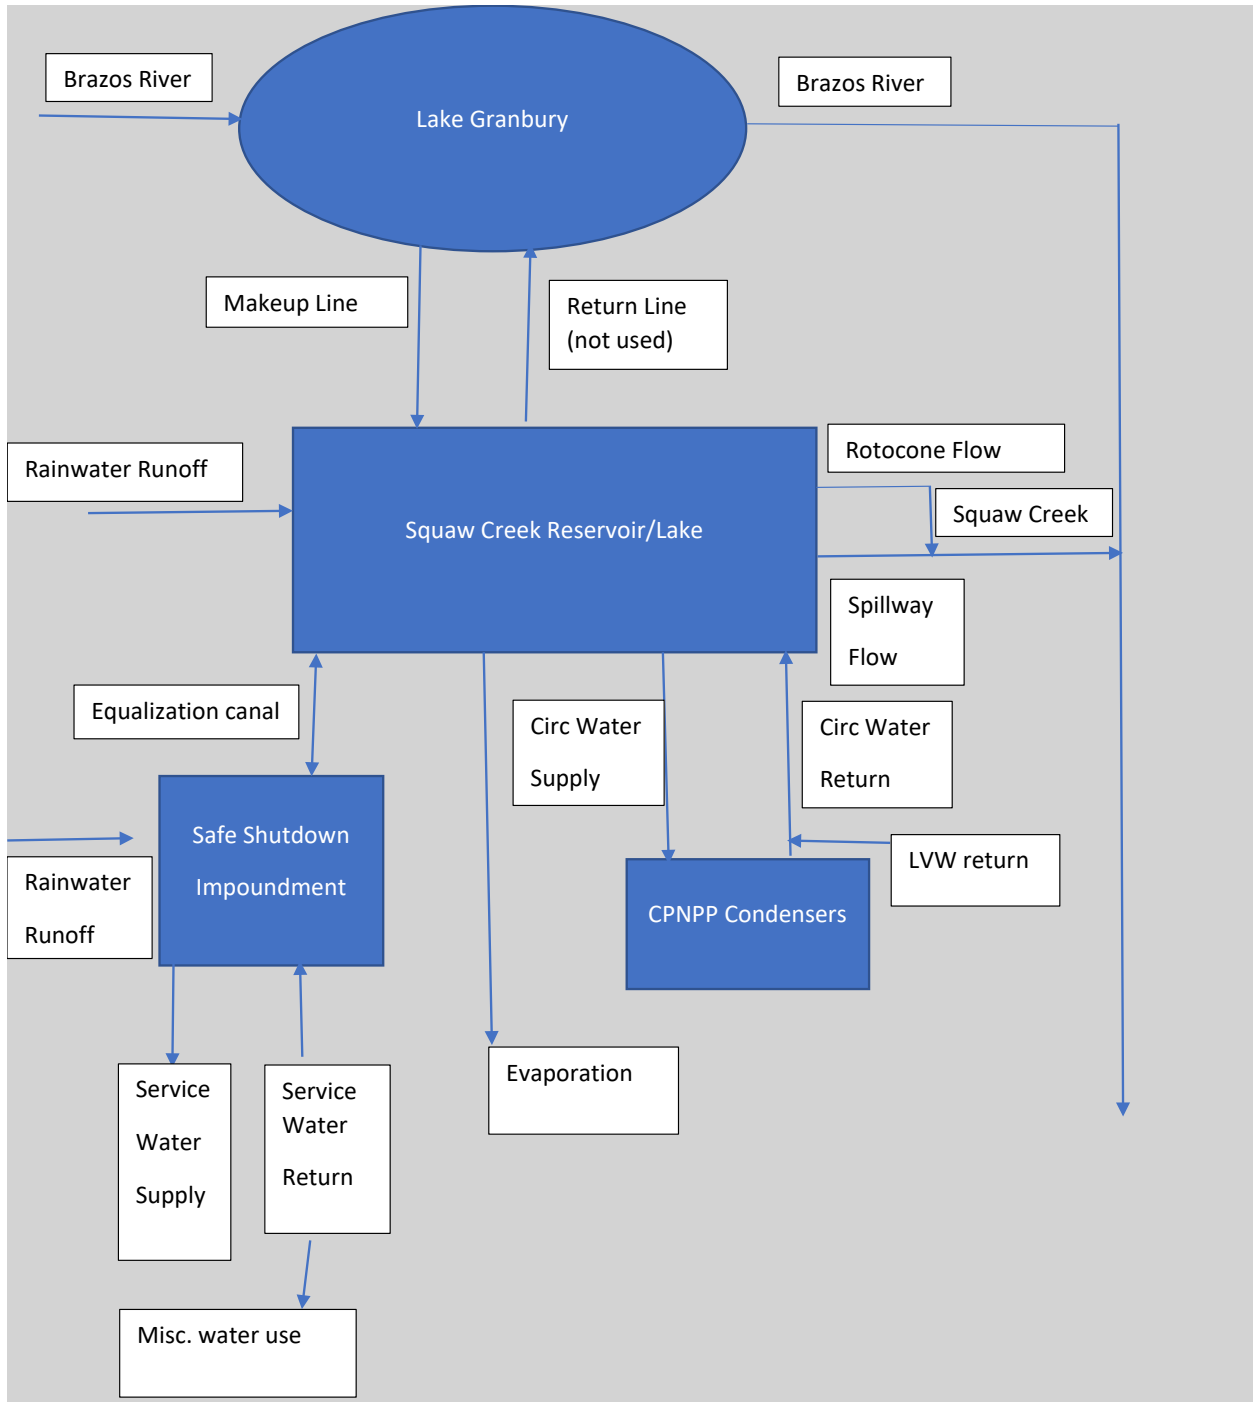 Brazos River
Lake Granbury
Brazos River
Makeup Line
Return Line
(not used)
Rainwater Runoff
Squaw Creek Reservoir/Lake
Rotocone Flow
Squaw Creek
Spillway
Flow
Equalization canal
Circ Water
Supply
Circ Water
Return
Safe Shutdown
Impoundment
Rainwater
Runoff
CPNPP Condensers
LVW return
Service
Water
Supply
Service
Water
Return
Evaporation
Misc. water use